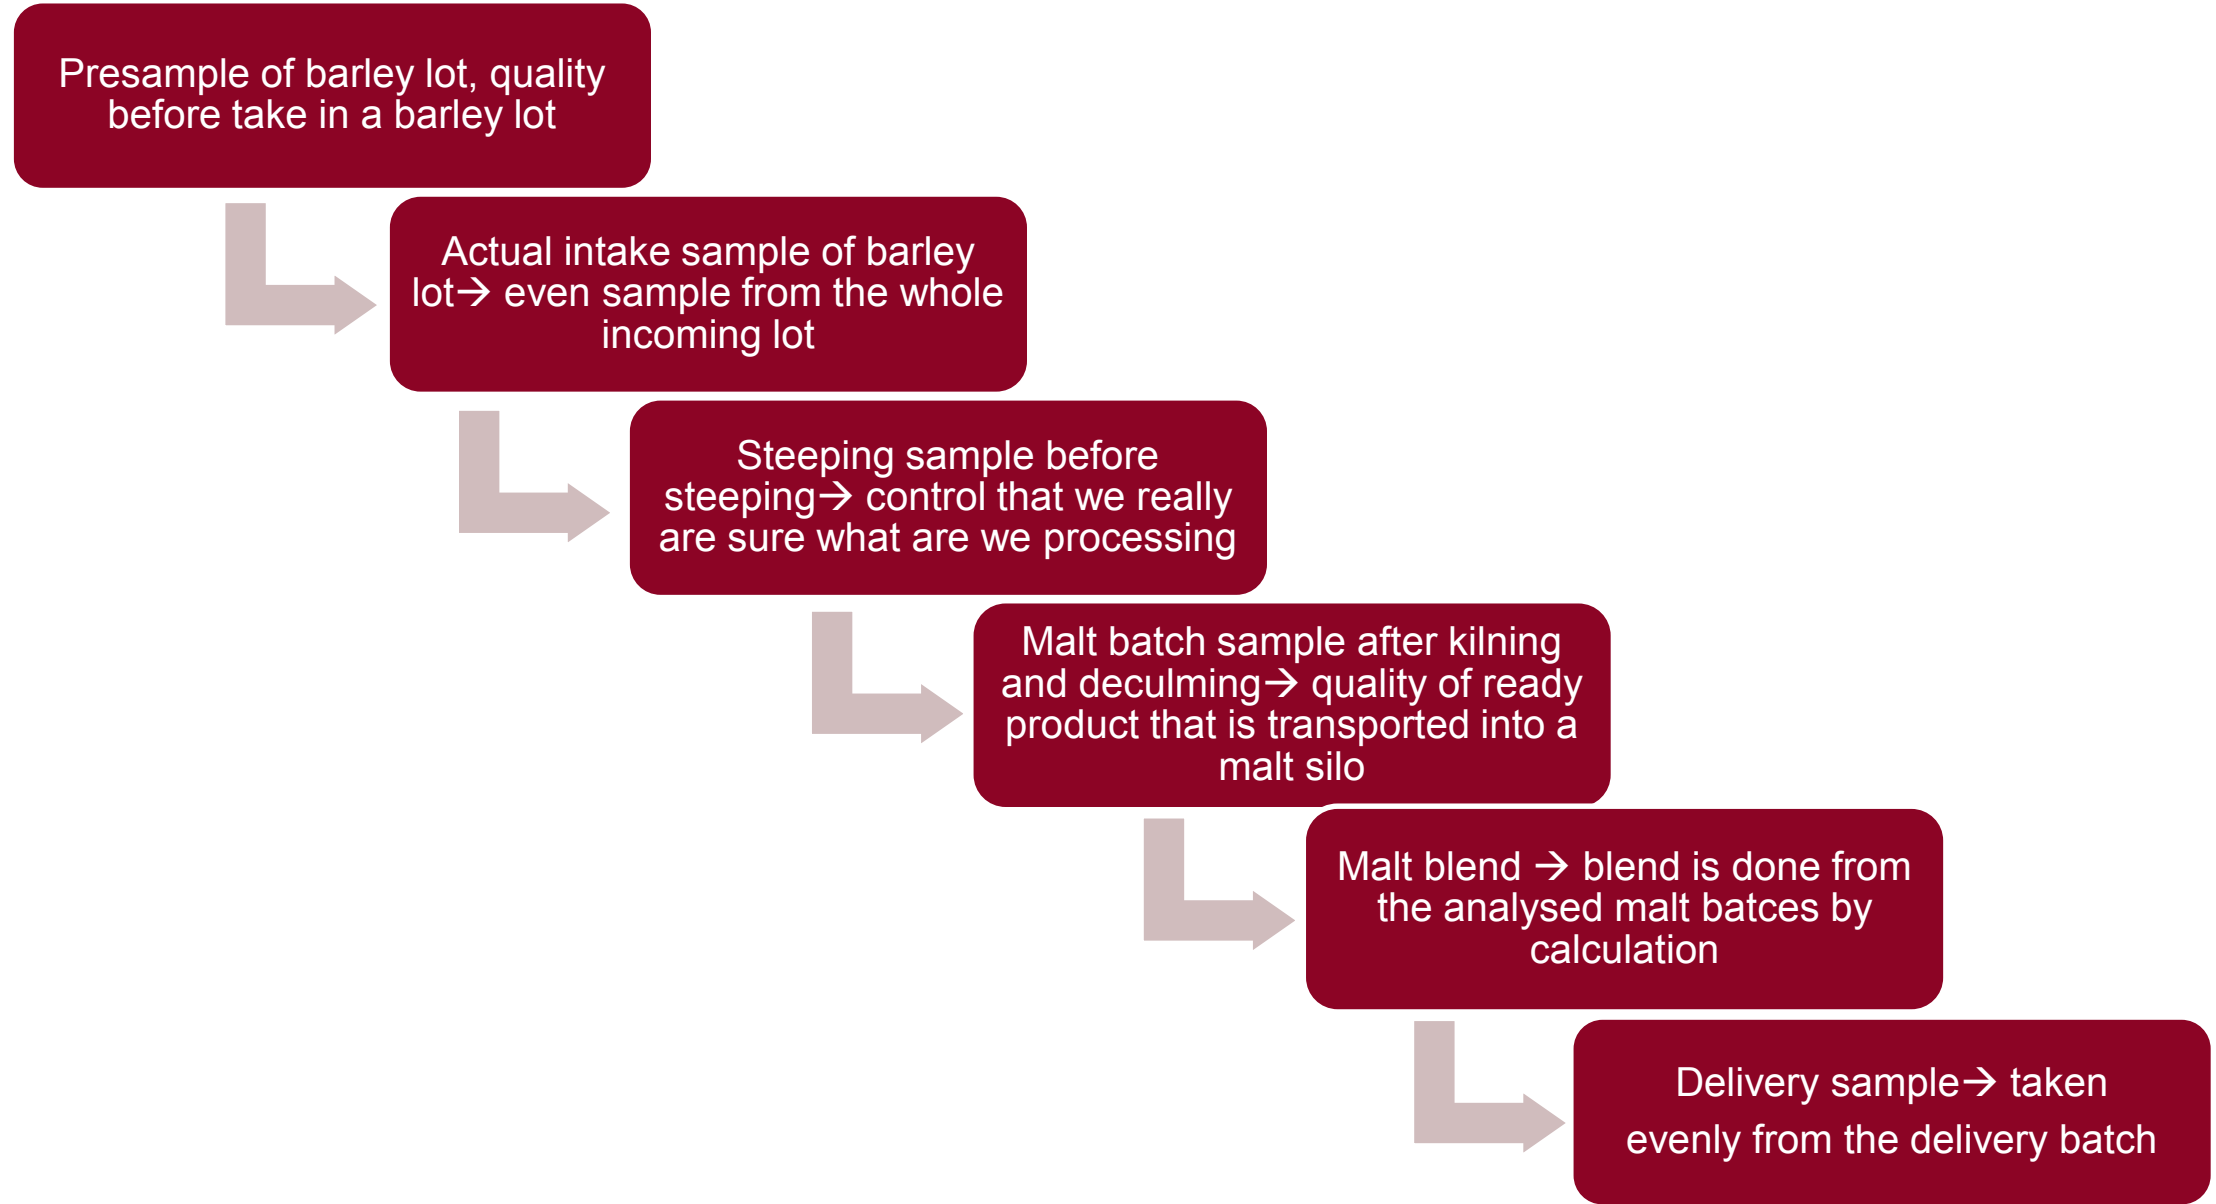 Presample of barley lot, quality
before take in a barley lot
Actual intake sample of barley
lot→ even sample from the whole
incoming lot
Steeping sample before
steeping→ control that we really
are sure what are we processing
Malt batch sample after kilning
and deculming→ quality of ready
product that is transported into a
malt silo
Malt blend → blend is done from
the analysed malt batces by
calculation
Delivery sample→ taken
evenly from the delivery batch